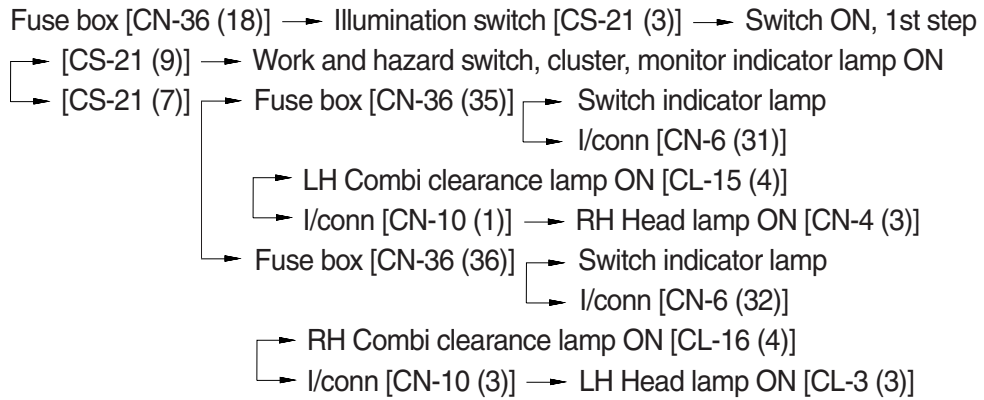 Fuse box [CN-36 (18)] → Illumination switch [CS-21 (3)] → Switch ON, 1st step
[CS-21 (9)] → Work and hazard switch, cluster, monitor indicator lamp ON
[CS-21 (7)] → Fuse box [CN-36 (35)] → Switch indicator lamp
→ I/conn [CN-6 (31)]
→ LH Combi clearance lamp ON [CL-15 (4)]
→ I/conn [CN-10 (1)] → RH Head lamp ON [CN-4 (3)]
→ Fuse box [CN-36 (36)] → Switch indicator lamp
→ I/conn [CN-6 (32)]
→ RH Combi clearance lamp ON [CL-16 (4)]
→ I/conn [CN-10 (3)] → LH Head lamp ON [CL-3 (3)]